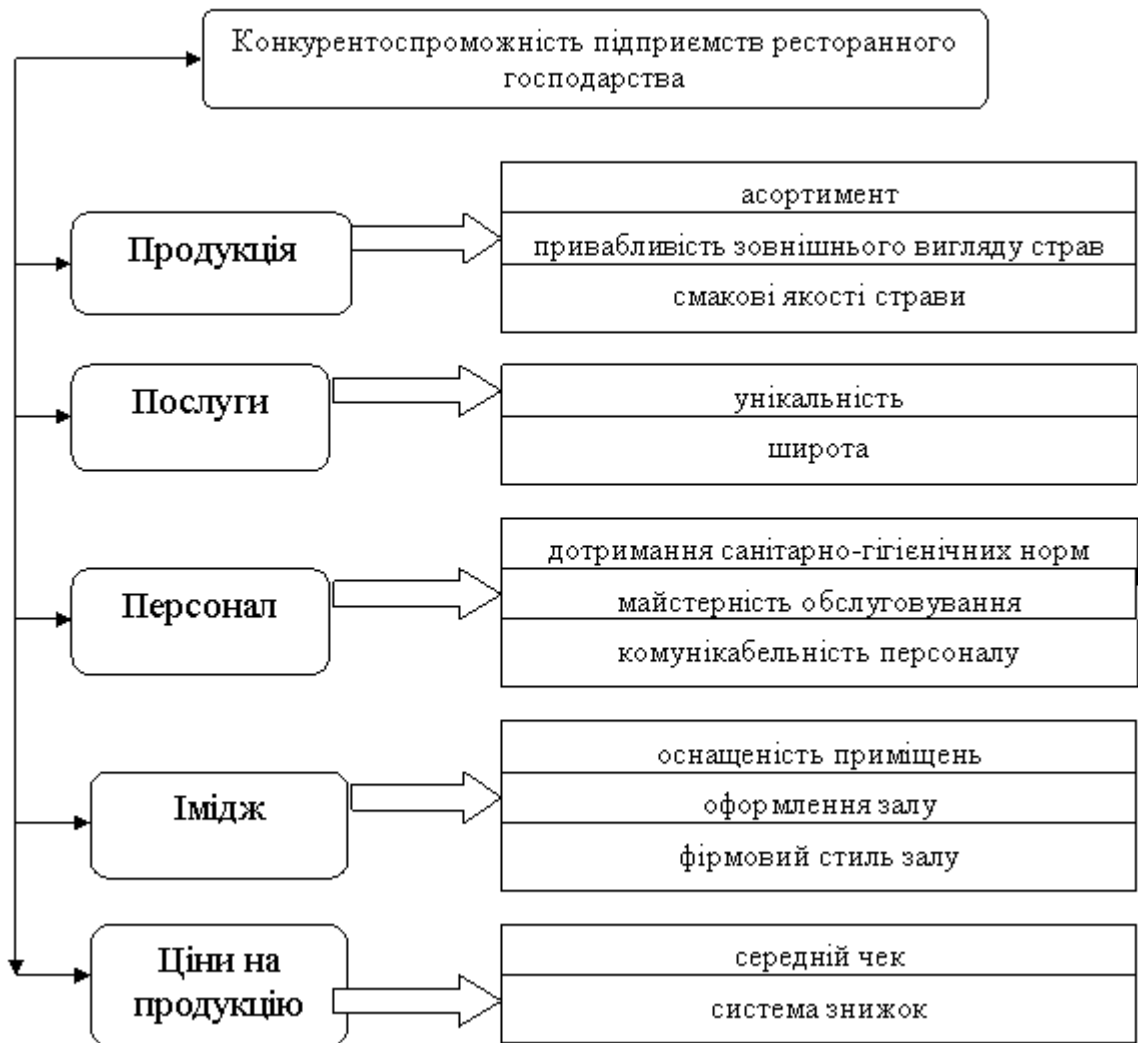 Конкурентоспроможність підприємств ресторанного
господарства
Продукція
асортимент
привабливість зовнішнього вигляду страв
смакові якості страви
Послуги
унікальність
широта
Персонал
дотримання санітарно-гігієнічних норм
майстерність обслуговування
комунікабельність персоналу
Імідж
оснащеність приміщень
оформлення залу
фірмовий стиль залу
Ціни на
продукцію
середній чек
система знижок